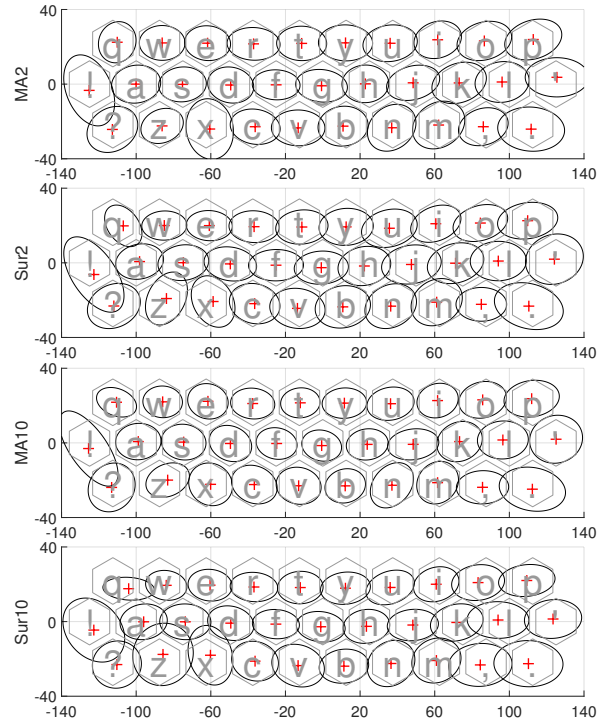 40
q w e r t y u i o p
MA2
0
! a s d f g h j k l '
? z x c v b n m , .
-40
-140 -100 -60 -20 20 60 100 140
40
q w e r t y u i o p
Sur2
0
! a s d f g h j k l '
? z x c v b n m , .
-40
-140 -100 -60 -20 20 60 100 140
40
q w e r t y u i o p
MA10
0
! a s d f g h j k l '
? z x c v b n m , .
-40
-140 -100 -60 -20 20 60 100 140
40
q w e r t y u i o p
Sur10
0
! a s d f g h j k l '
? z x c v b n m , .
-40
-140 -100 -60 -20 20 60 100 140